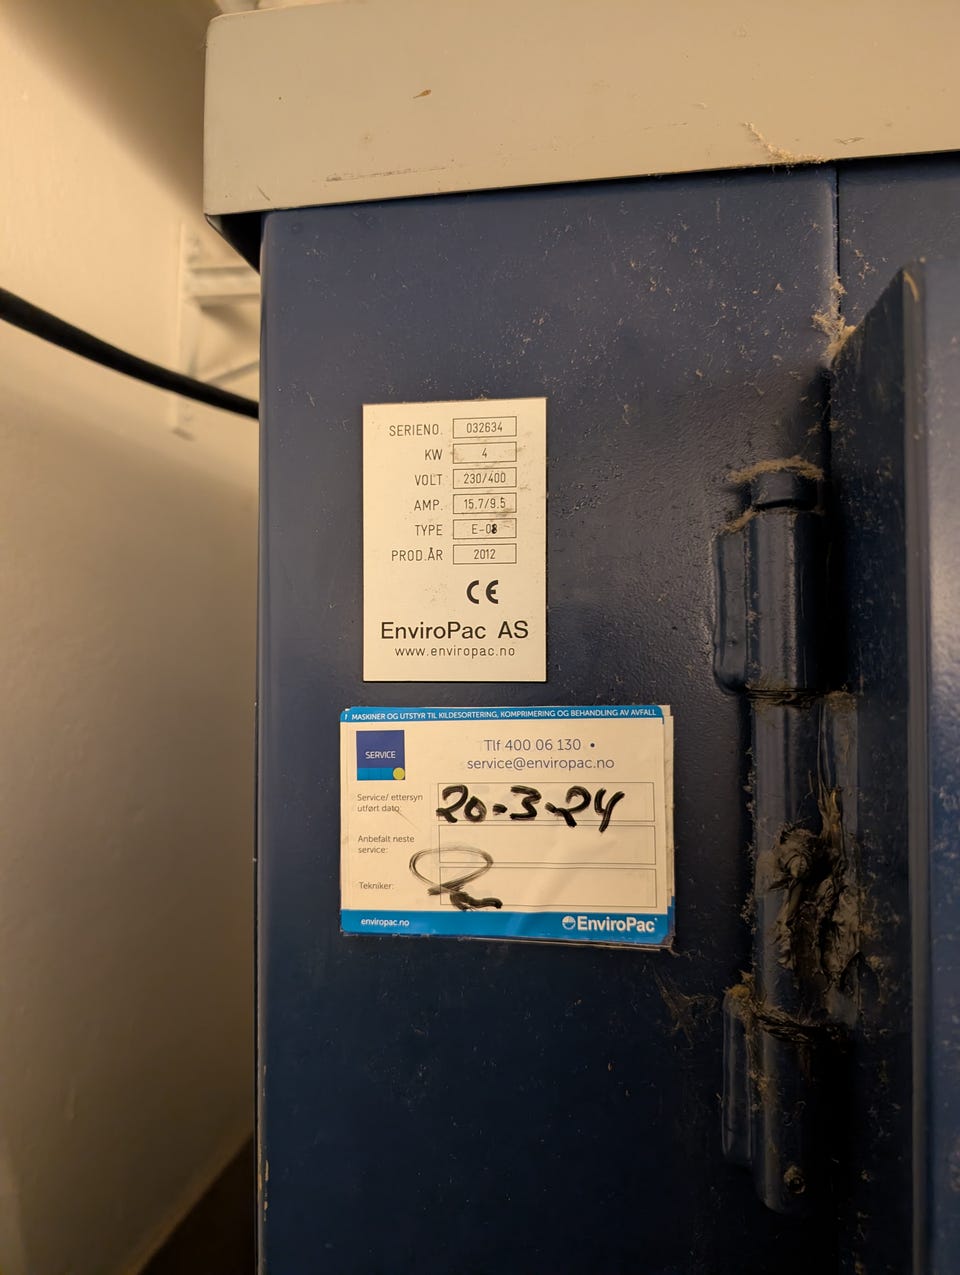 SERIENO. 032634
KW 4
VOLT 230/400
AMP. 15.7/9.5
TYPE E-08
PROD.ÅR 2012
CE
EnviroPac AS
www.enviropac.no
MASKINER OG UTSTYR TIL KILDESORTERING, KOMPRIMERING OG BEHANDLING AV AVFALL
SERVICE
Tlf 400 06 130 •
service@enviropac.no
Service/ ettersyn
utført dato: 20-3-24
Anbefalt neste
service:
Tekniker:
enviropac.no
EnviroPac